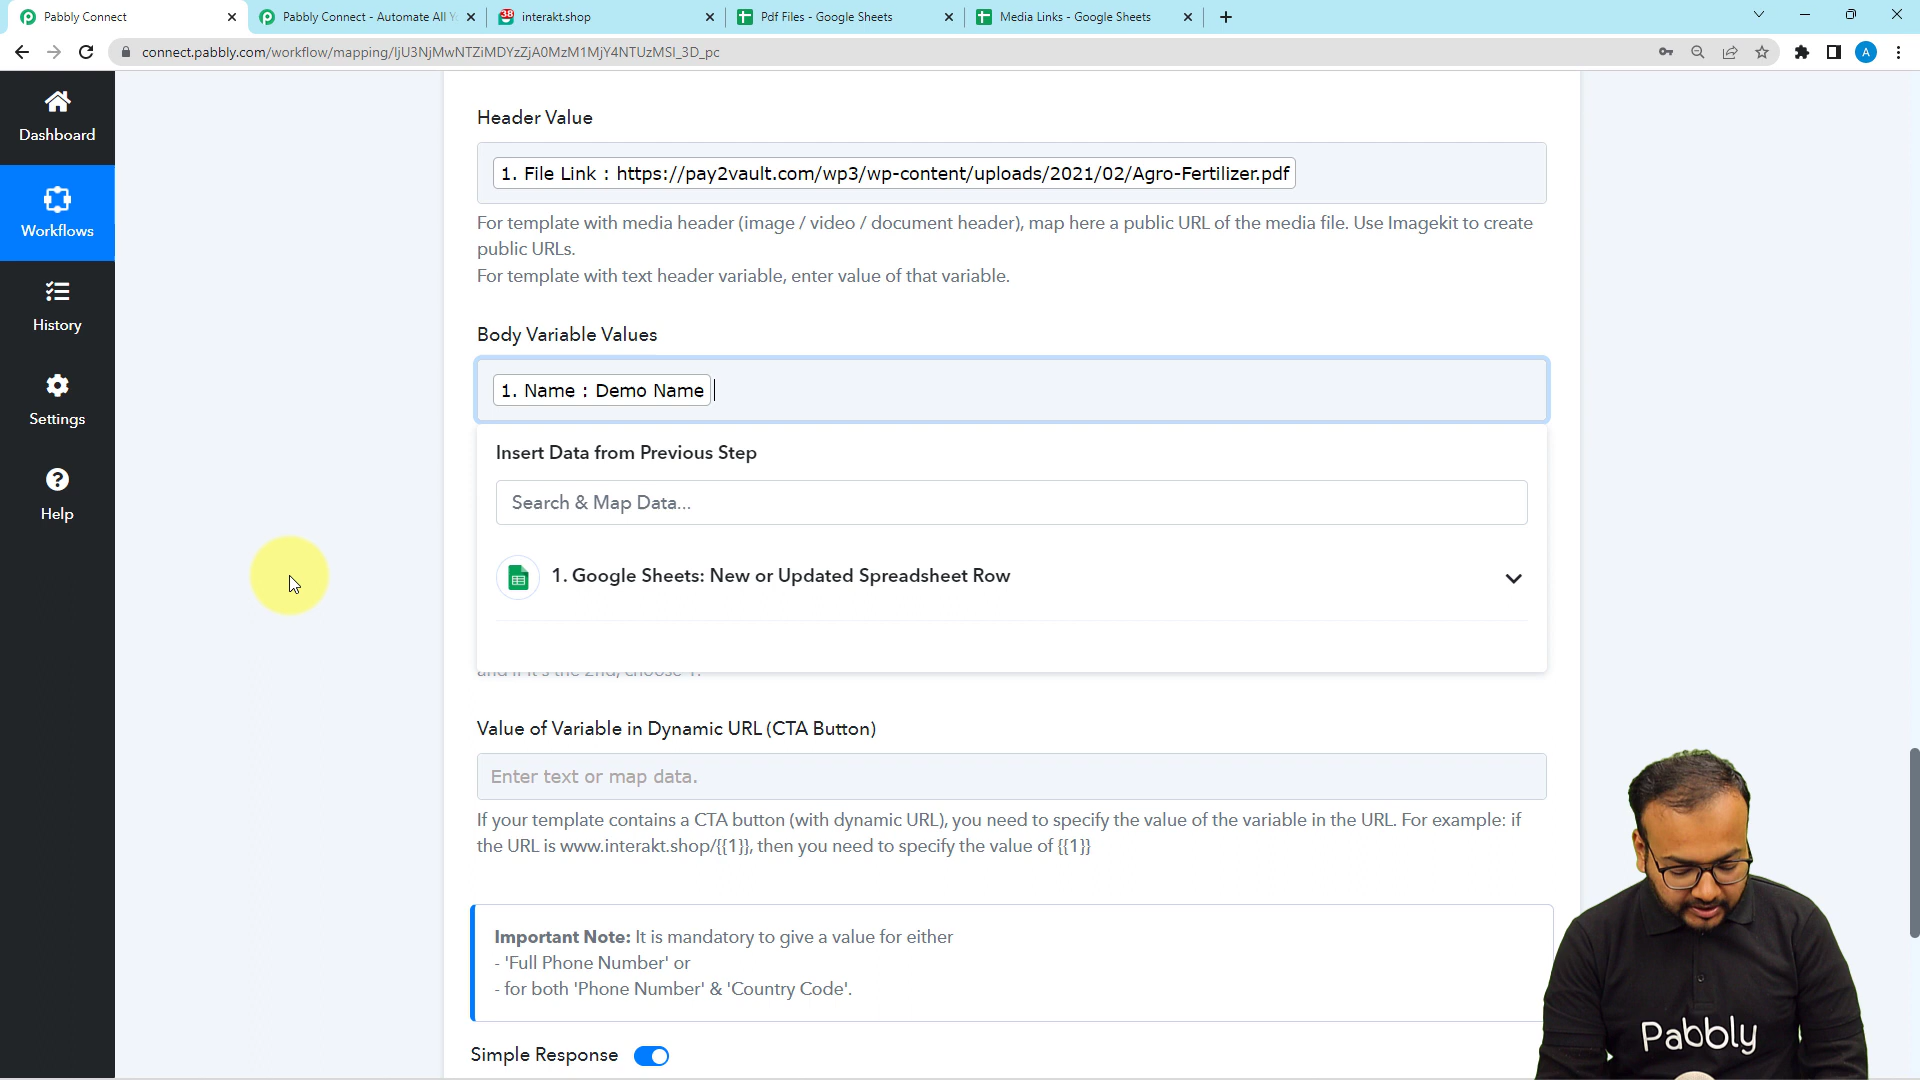 Pabbly Connect
Pabbly Connect - Automate All Yo
38
interakt.shop
Pdf Files - Google Sheets
Media Links - Google Sheets
connect.pabbly.com/workflow/mapping/IjU3NjMwNTZiMDYzZjA0MzM1MjY4NTUzMSI_3D_pc
A
Dashboard
Workflows
History
Settings
Help
Header Value
1. File Link : https://pay2vault.com/wp3/wp-content/uploads/2021/02/Agro-Fertilizer.pdf
For template with media header (image / video / document header), map here a public URL of the media file. Use Imagekit to create
public URLs.
For template with text header variable, enter value of that variable.
Body Variable Values
1. Name : Demo Name
Insert Data from Previous Step
Search & Map Data...
1. Google Sheets: New or Updated Spreadsheet Row
and if it's the 2nd, choose 1.
Value of Variable in Dynamic URL (CTA Button)
Enter text or map data.
If your template contains a CTA button (with dynamic URL), you need to specify the value of the variable in the URL. For example: if
the URL is www.interakt.shop/{{1}}, then you need to specify the value of {{1}}
Important Note: It is mandatory to give a value for either
- 'Full Phone Number' or
- for both 'Phone Number' & 'Country Code'.
Simple Response
Pabbly